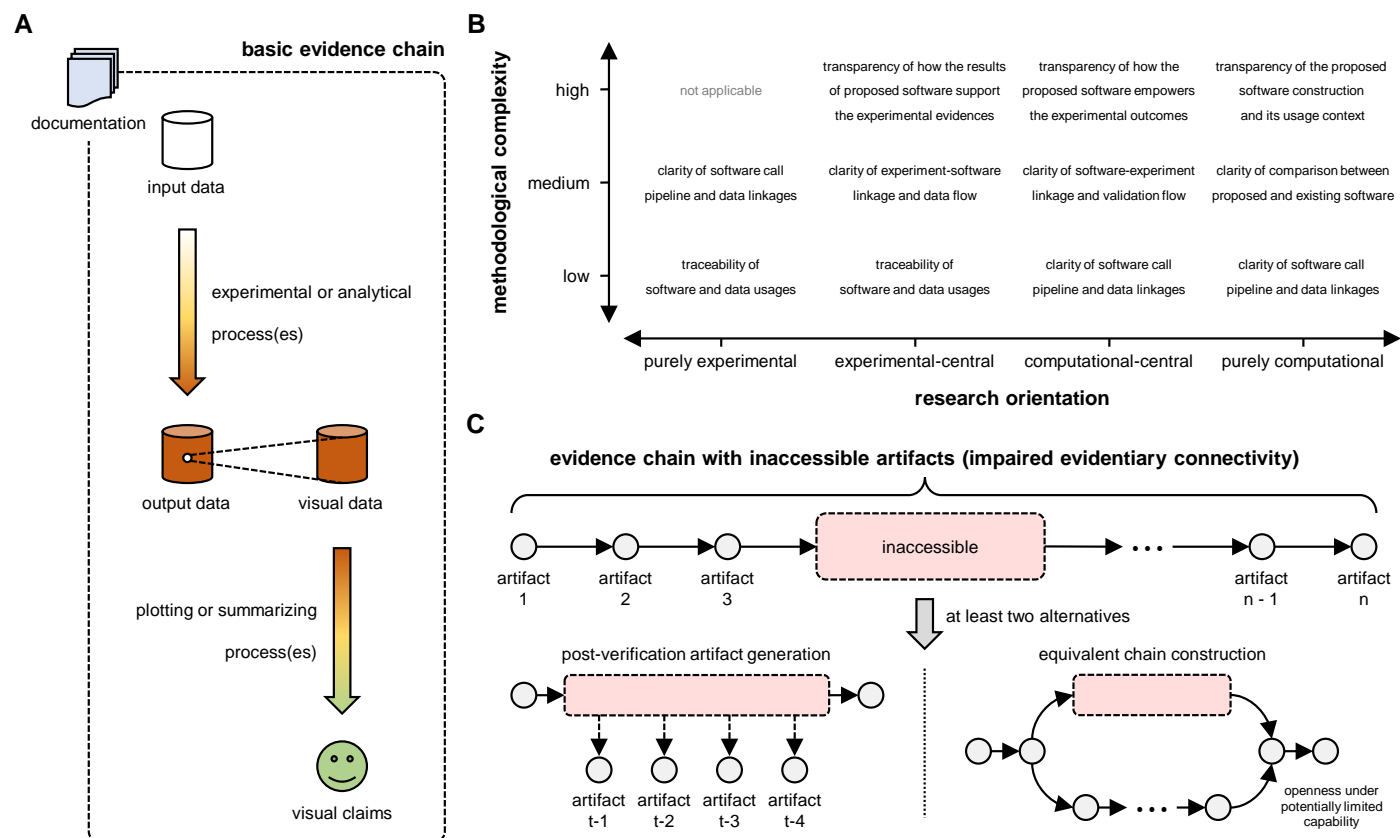 A
basic evidence chain
documentation
input data
experimental or analytical
process(es)
output data
visual data
plotting or summarizing
process(es)
visual claims
B
methodological complexity
high
not applicable
transparency of how the results
of proposed software support
the experimental evidences
transparency of how the
proposed software empowers
the experimental outcomes
transparency of the proposed
software construction
and its usage context
medium
clarity of software call
pipeline and data linkages
clarity of experiment-software
linkage and data flow
clarity of software-experiment
linkage and validation flow
clarity of comparison between
proposed and existing software
low
traceability of
software and data usages
traceability of
software and data usages
clarity of software call
pipeline and data linkages
clarity of software call
pipeline and data linkages
purely experimental
experimental-central
computational-central
purely computational
research orientation
C
evidence chain with inaccessible artifacts (impaired evidentiary connectivity)
inaccessible
artifact
1
artifact
2
artifact
3
artifact
n - 1
artifact
n
at least two alternatives
post-verification artifact generation
artifact
t-1
artifact
t-2
artifact
t-3
artifact
t-4
equivalent chain construction
openness under
potentially limited
capability